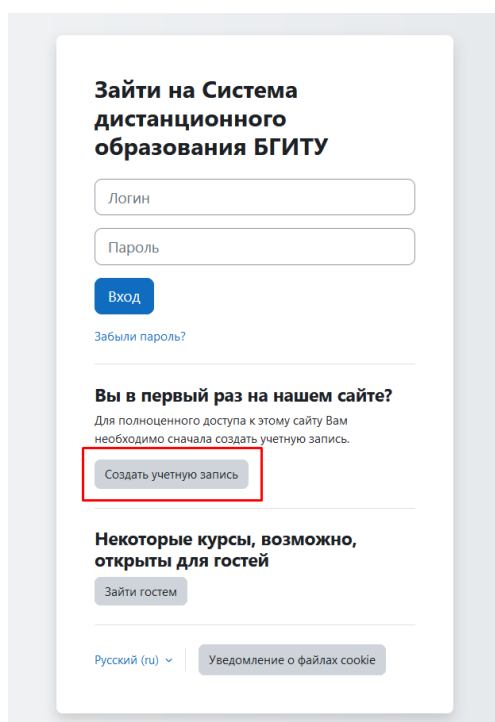 Зайти на Система
дистанционного
образования БГИТУ
Логин
Пароль
Вход
Забыли пароль?
Вы в первый раз на нашем сайте?
Для полноценного доступа к этому сайту Вам
необходимо сначала создать учетную запись.
Создать учетную запись
Некоторые курсы, возможно,
открыты для гостей
Зайти гостем
Русский (ru)
Уведомление о файлах cookie